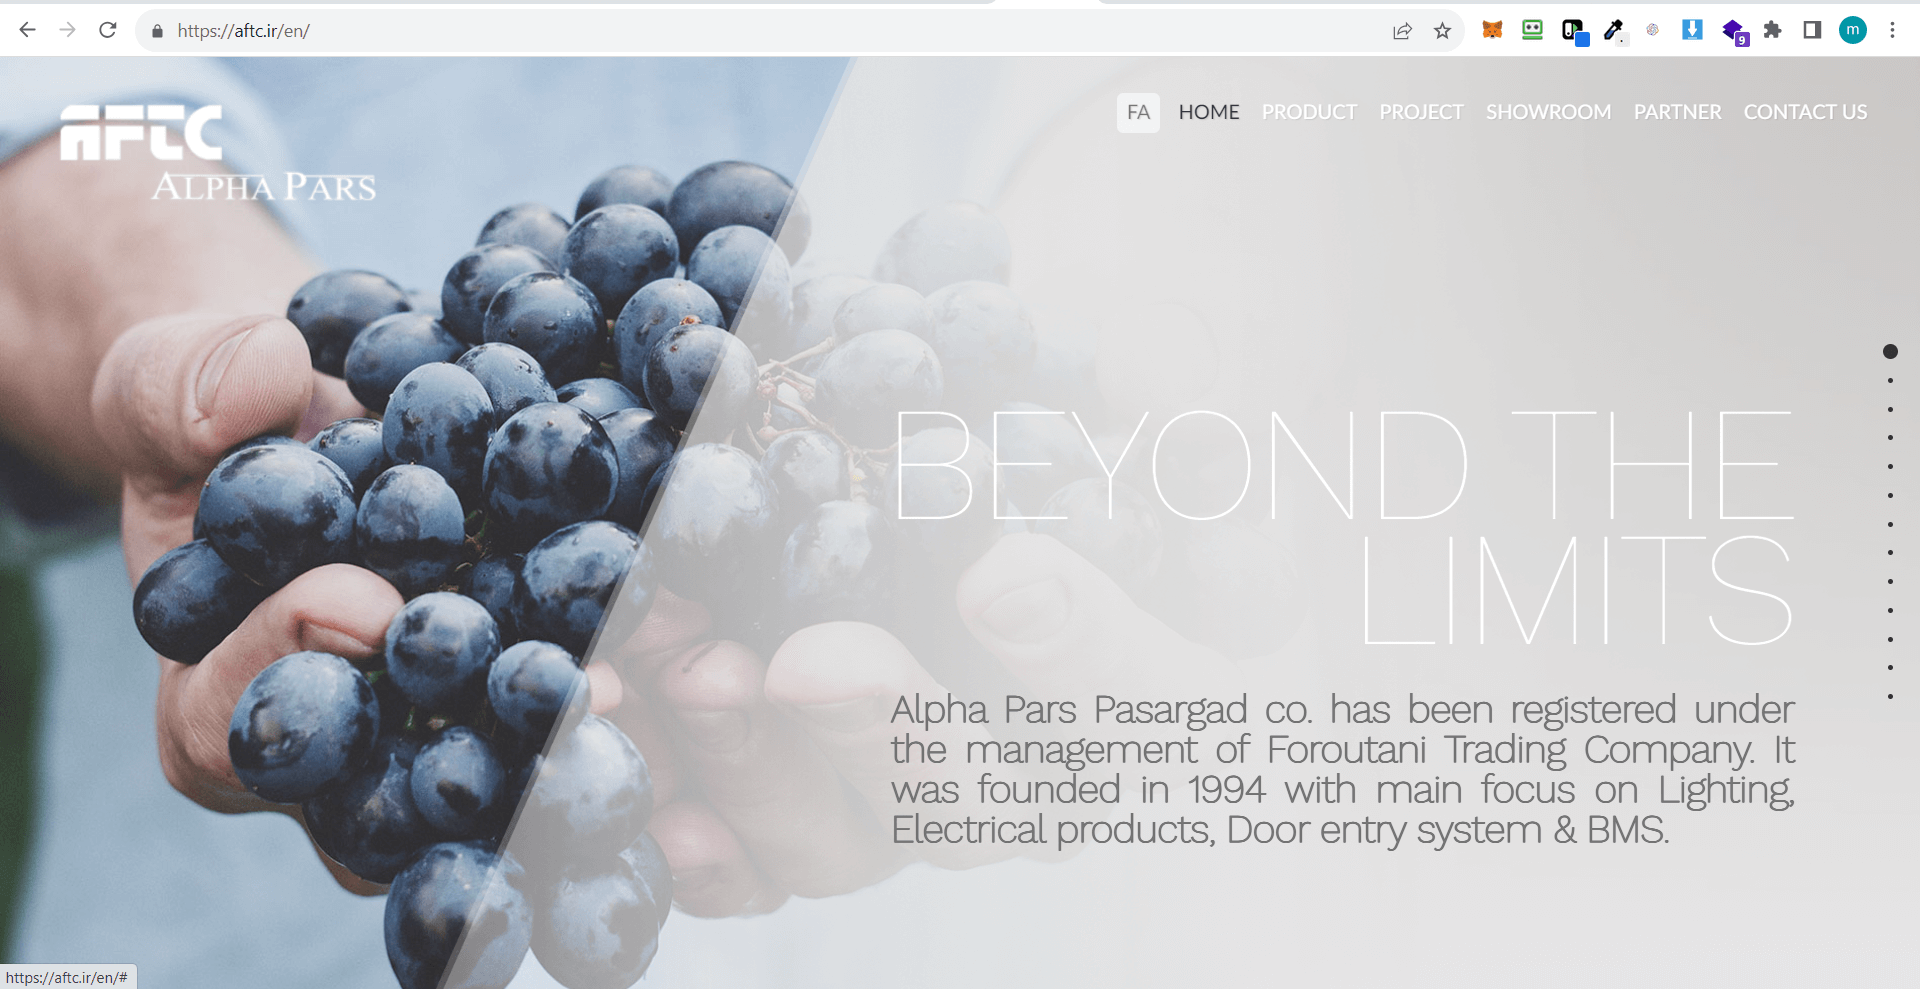 https://aftc.ir/en/
9
m
AFTC
ALPHA PARS
FA HOME PRODUCT PROJECT SHOWROOM PARTNER CONTACT US
BEYOND THE
LIMITS
Alpha Pars Pasargad co. has been registered under
the management of Foroutani Trading Company. It
was founded in 1994 with main focus on Lighting,
Electrical products, Door entry system & BMS.
https://aftc.ir/en/#